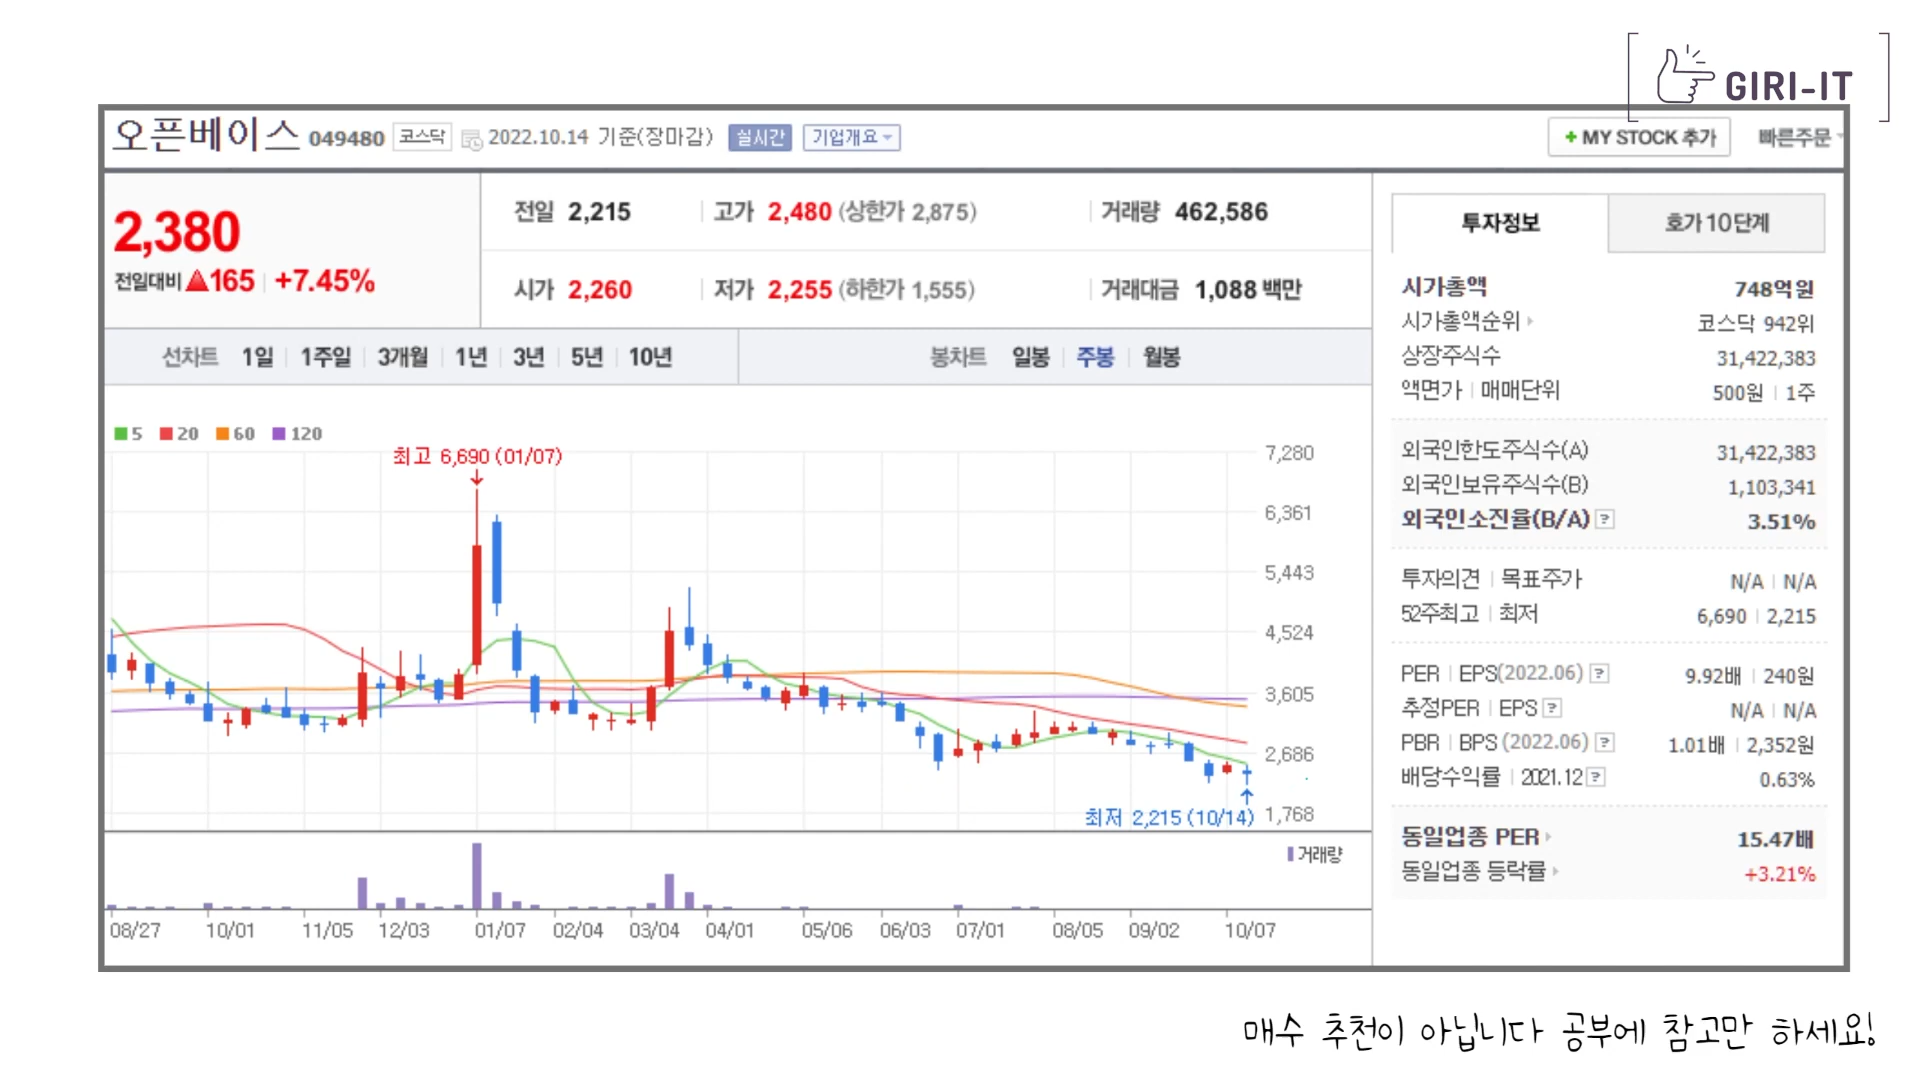 GIRI-IT
오픈베이스 049480 코스닥 2022.10.14 기준(장마감) 실시간 기업개요
+ MY STOCK 추가 빠른주문
2,380
전일대비 ▲165 +7.45%
전일 2,215 고가 2,480 (상한가 2,875) 거래량 462,586
시가 2,260 저가 2,255 (하한가 1,555) 거래대금 1,088 백만
선차트 1일 1주일 3개월 1년 3년 5년 10년 봉차트 일봉 주봉 월봉
5 20 60 120
최고 6,690 (01/07)
7,280
6,361
5,443
4,524
3,605
2,686
1,768
최저 2,215 (10/14)
거래량
08/27 10/01 11/05 12/03 01/07 02/04 03/04 04/01 05/06 06/03 07/01 08/05 09/02 10/07
투자정보 호가 10단계
시가총액 748억원
시가총액순위 코스닥 942위
상장주식수 31,422,383
액면가 매매단위 500원 1주
외국인한도주식수(A) 31,422,383
외국인보유주식수(B) 1,103,341
외국인소진율(B/A) ? 3.51%
투자의견 목표주가 N/A N/A
52주최고 최저 6,690 2,215
PER EPS(2022.06) ? 9.92배 240원
추정PER EPS ? N/A N/A
PBR BPS (2022.06) ? 1.01배 2,352원
배당수익률 2021.12 ? 0.63%
동일업종 PER 15.47배
동일업종 등락률 +3.21%
매수 추천이 아닙니다 공부에 참고만 하세요!